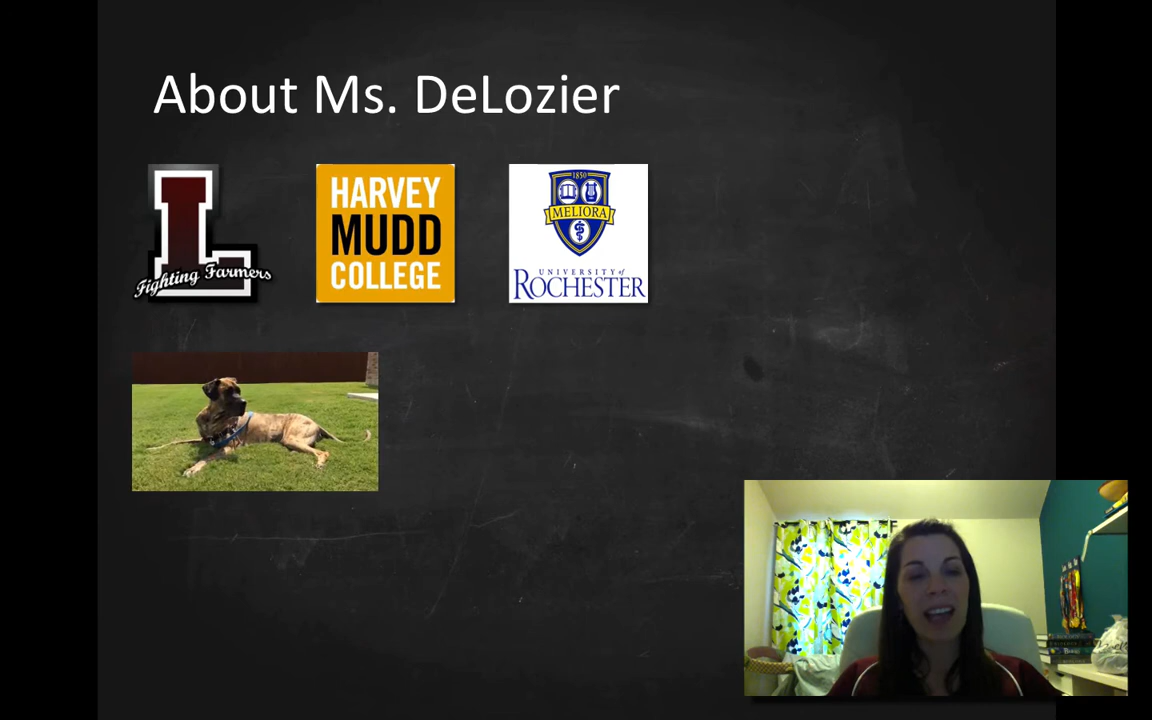 About Ms. DeLozier
L
Fighting Farmers
HARVEY
MUDD
COLLEGE
1850
MELIORA
UNIVERSITY of
ROCHESTER